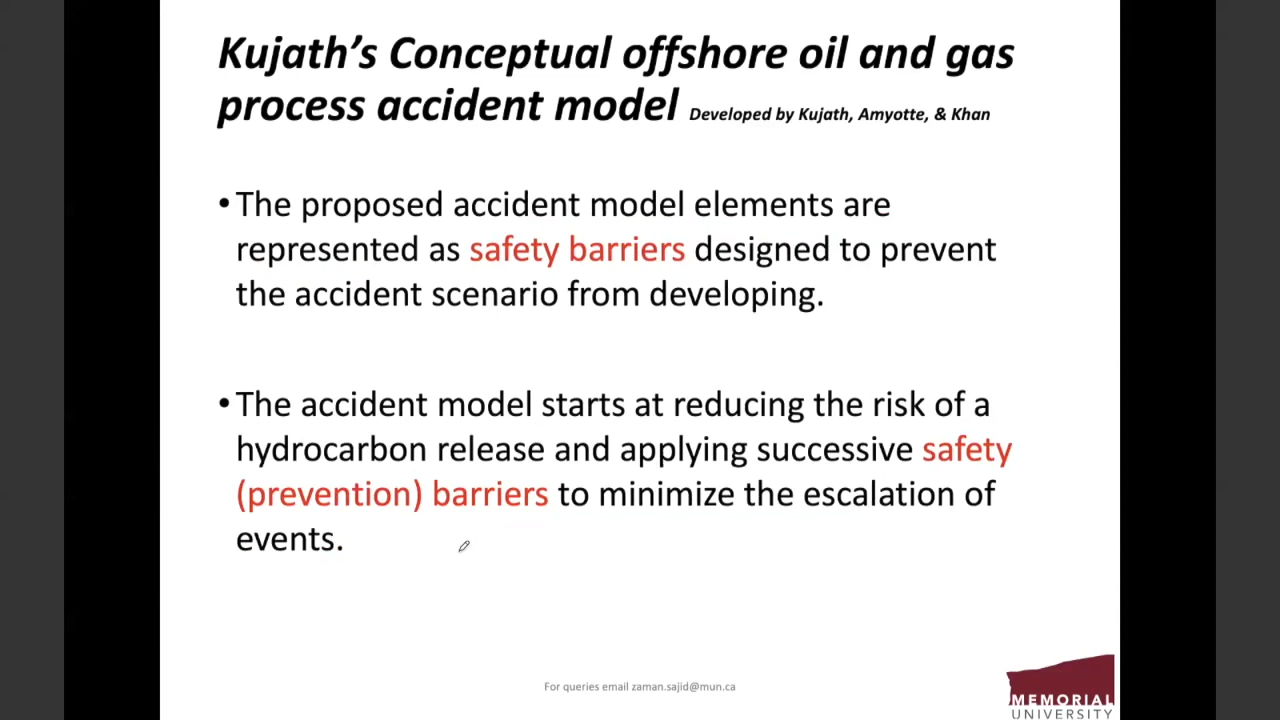 Kujath’s Conceptual offshore oil and gas
process accident model Developed by Kujath, Amyotte, & Khan
•The proposed accident model elements are
represented as safety barriers designed to prevent
the accident scenario from developing.
•The accident model starts at reducing the risk of a
hydrocarbon release and applying successive safety
(prevention) barriers to minimize the escalation of
events.
For queries email zaman.sajid@mun.ca
MEMORIAL
UNIVERSITY